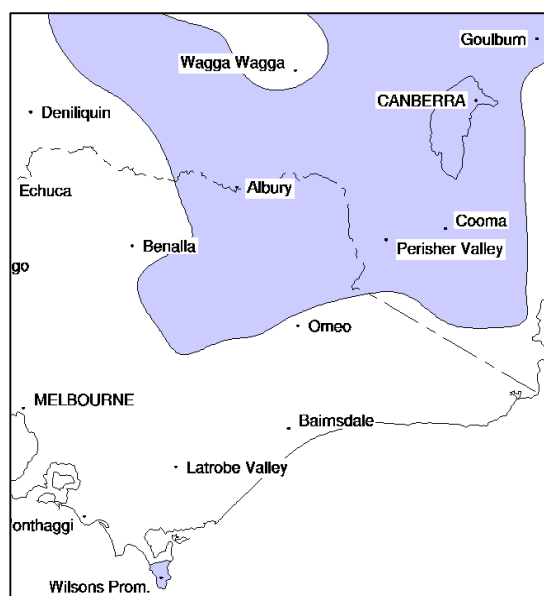 Goulburn
Wagga Wagga
CANBERRA
Deniliquin
Echuca
Albury
Cooma
Benalla
Perisher Valley
go
Omeo
MELBOURNE
Bairnsdale
Latrobe Valley
onthaggi
Wilsons Prom.